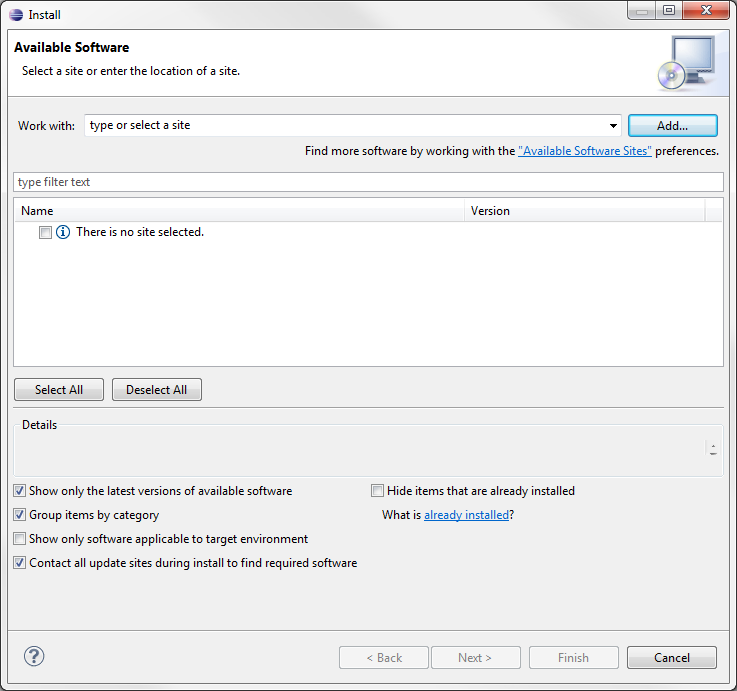 Install
Available Software
Select a site or enter the location of a site.
Work with: type or select a site Add...
Find more software by working with the "Available Software Sites" preferences.
type filter text
Name Version
There is no site selected.
Select All Deselect All
Details
Show only the latest versions of available software Hide items that are already installed
Group items by category What is already installed?
Show only software applicable to target environment
Contact all update sites during install to find required software
? < Back Next > Finish Cancel